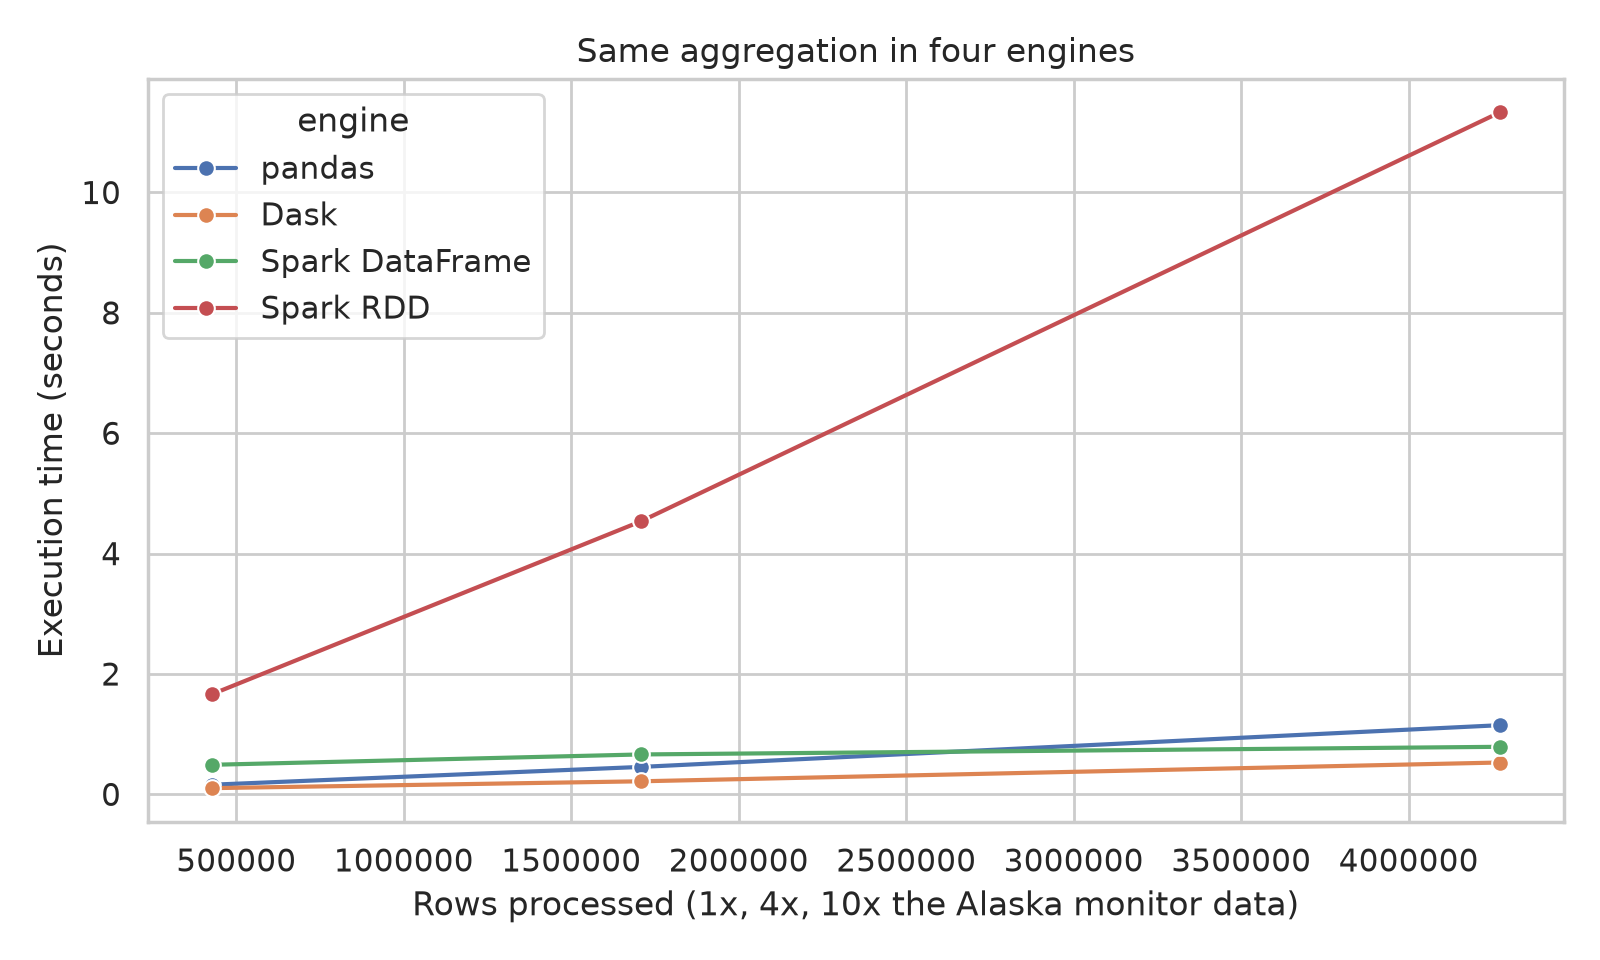 Same aggregation in four engines
engine
pandas
Dask
Spark DataFrame
Spark RDD
Execution time (seconds)
10
8
6
4
2
0
500000 1000000 1500000 2000000 2500000 3000000 3500000 4000000
Rows processed (1x, 4x, 10x the Alaska monitor data)